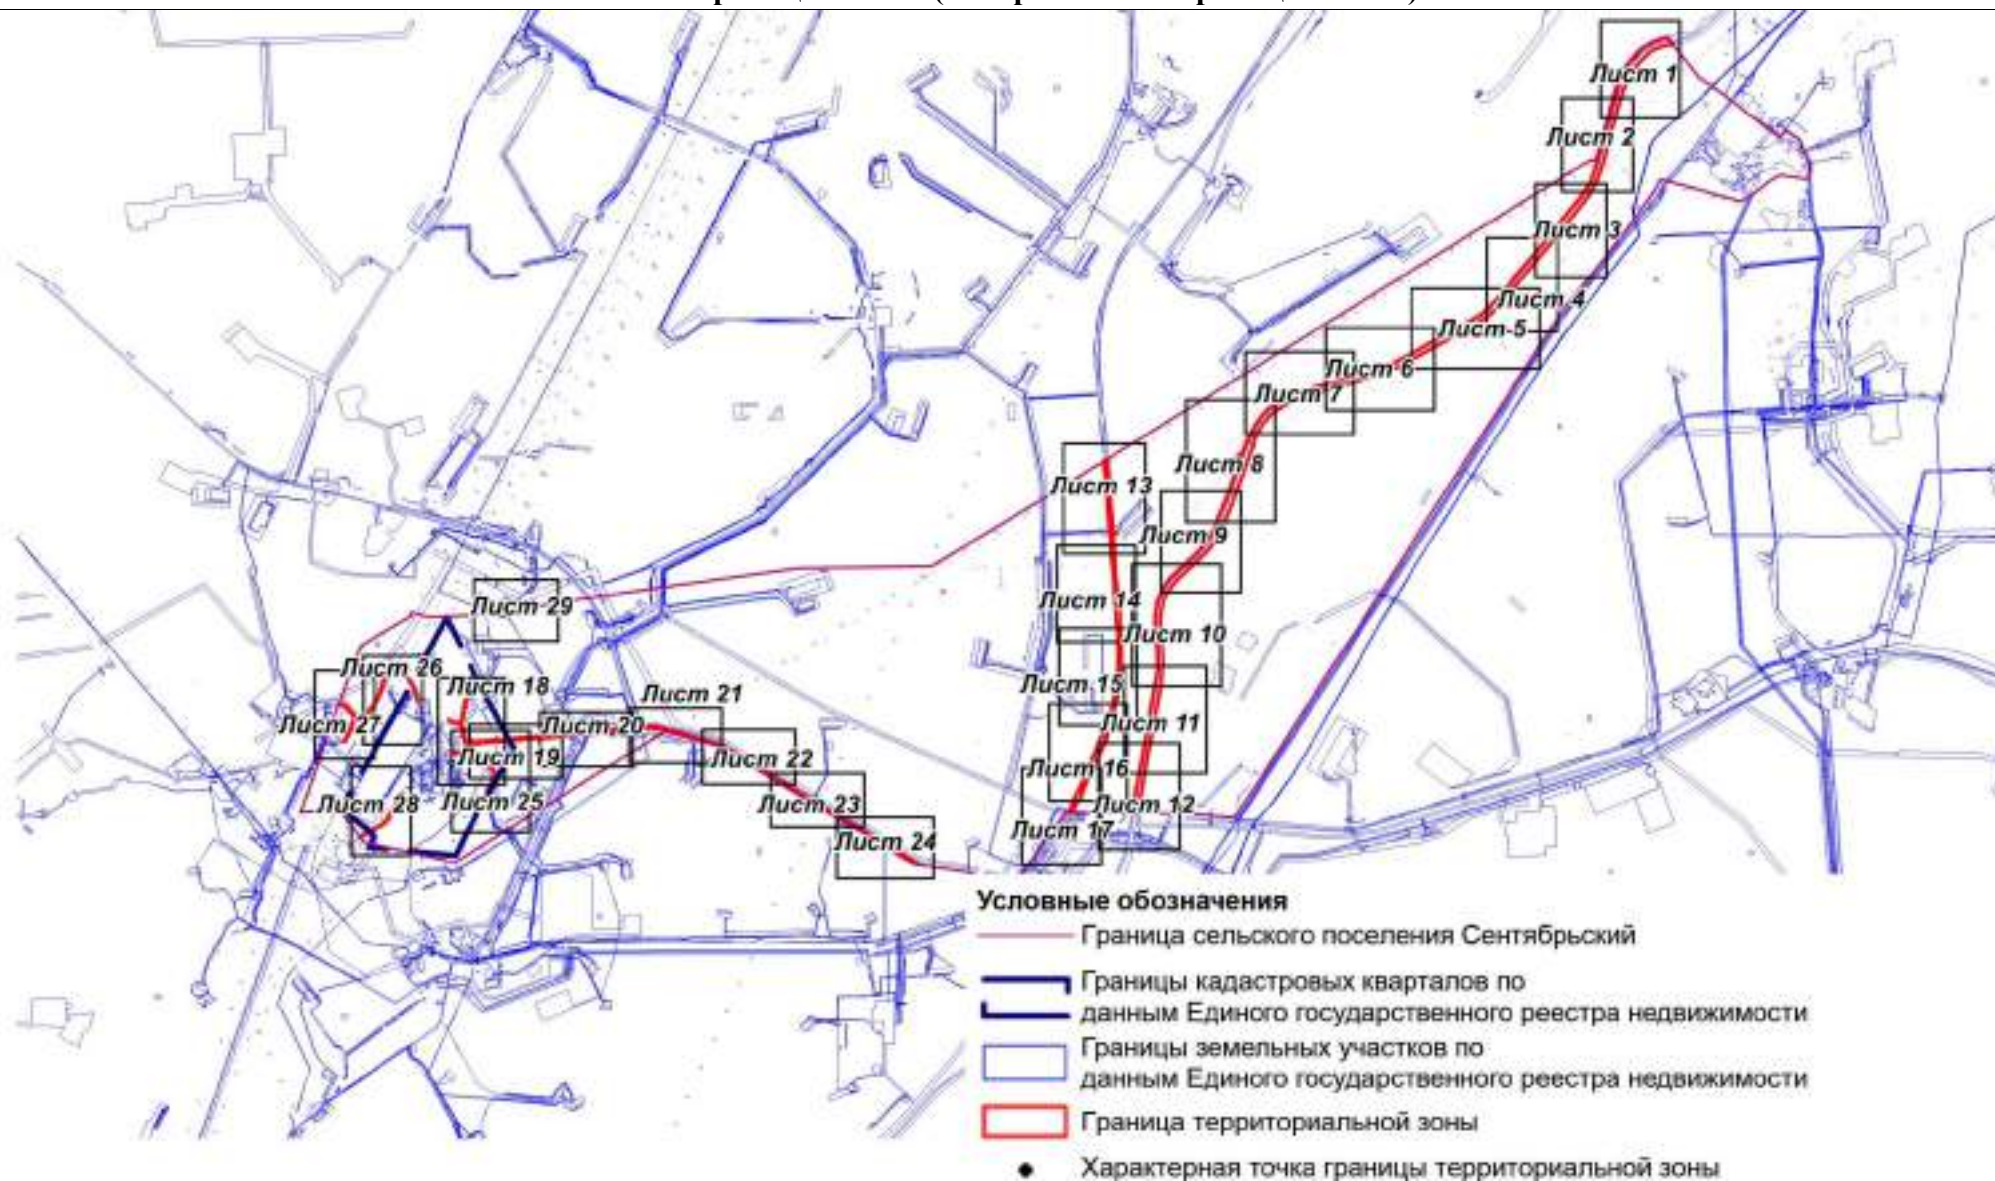 Лист 1
Лист 2
Лист 3
Лист 4
Лист 5
Лист 6
Лист 7
Лист 8
Лист 13
Лист 9
Лист 14
Лист 29
Лист 10
Лист 26
Лист 18
Лист 15
Лист 21
Лист 27
Лист 20
Лист 11
Лист 19
Лист 22
Лист 16
Лист 28
Лист 25
Лист 23
Лист 12
Лист 17
Лист 24
Условные обозначения
Граница сельского поселения Сентябрьский
Границы кадастровых кварталов по
данным Единого государственного реестра недвижимости
Границы земельных участков по
данным Единого государственного реестра недвижимости
Граница территориальной зоны
Характерная точка границы территориальной зоны